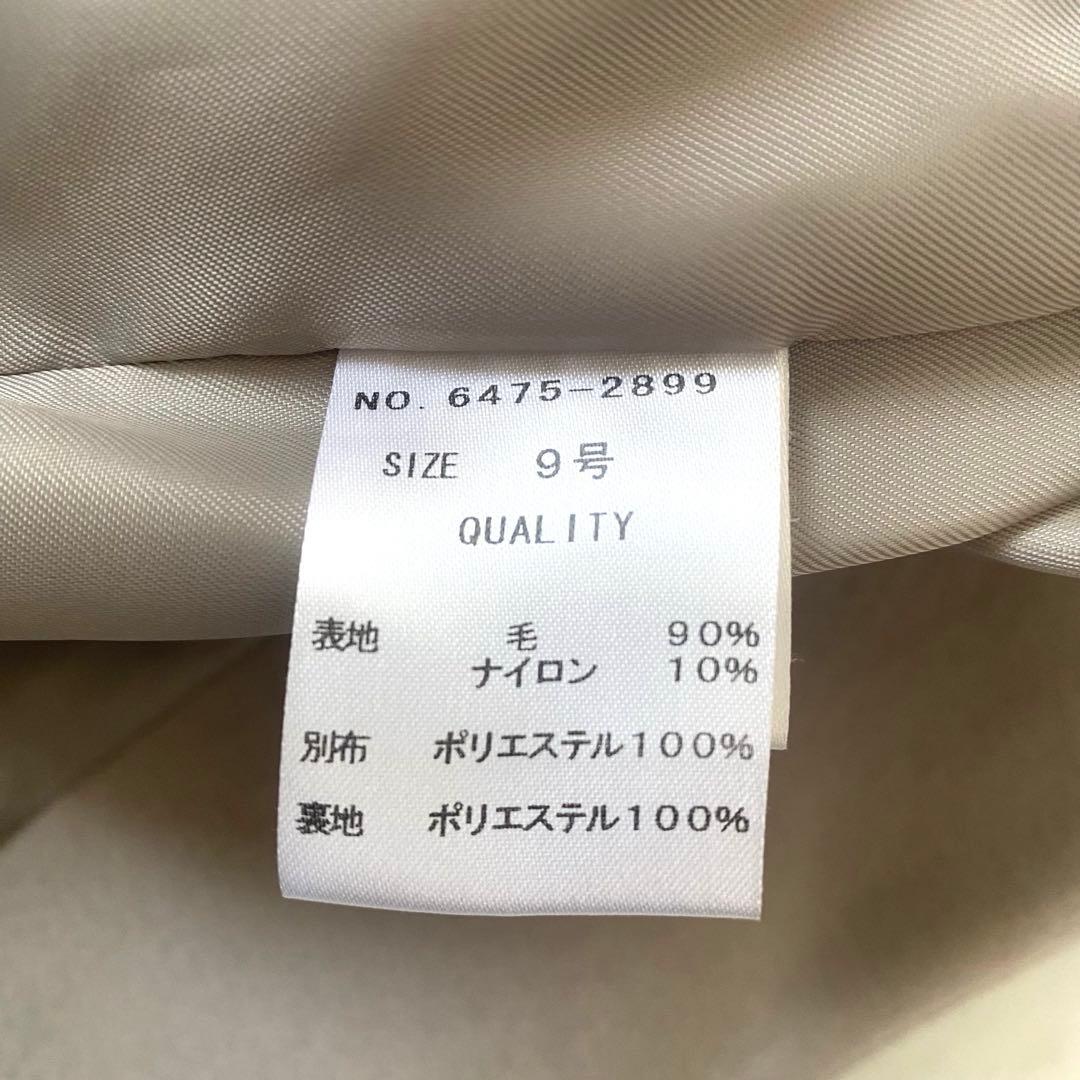 NO. 6475-2899
SIZE 9号
QUALITY
表地 毛 90%
ナイロン 10%
別布 ポリエステル100%
裏地 ポリエステル100%